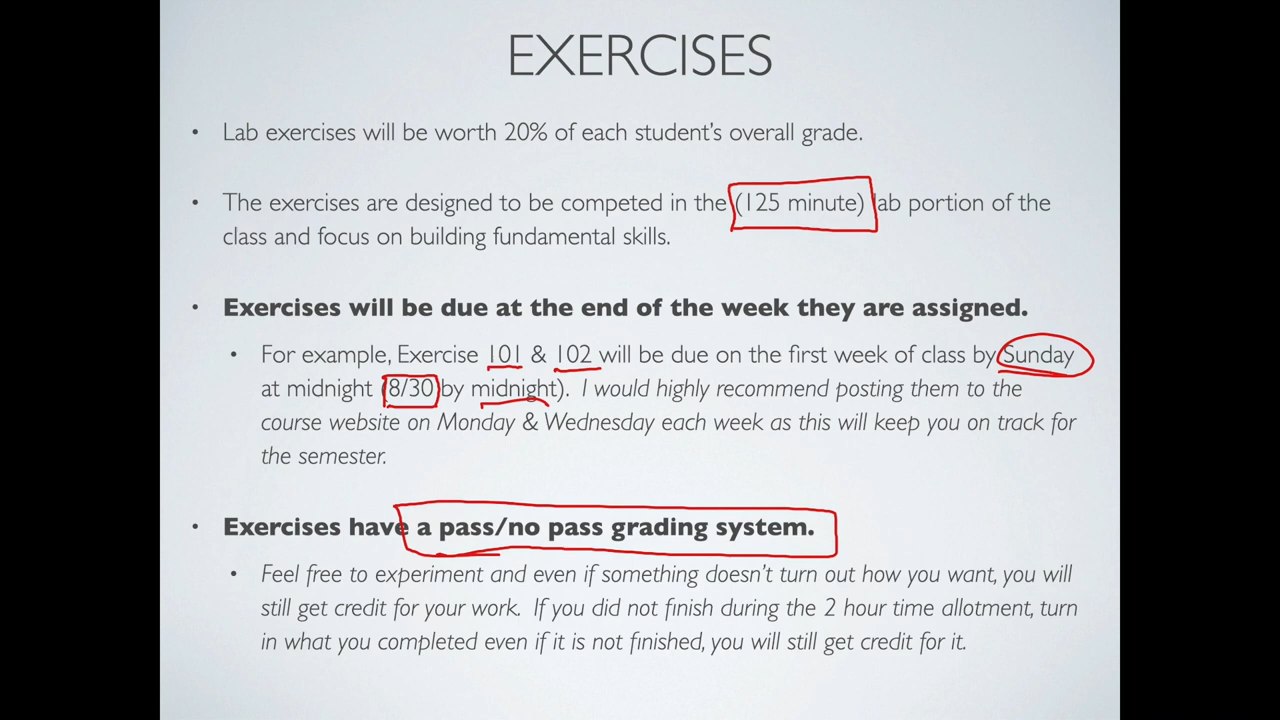 EXERCISES
• Lab exercises will be worth 20% of each student's overall grade.
• The exercises are designed to be competed in the (125 minute) lab portion of the
class and focus on building fundamental skills.
• Exercises will be due at the end of the week they are assigned.
• For example, Exercise 101 & 102 will be due on the first week of class by Sunday
at midnight (8/30 by midnight). I would highly recommend posting them to the
course website on Monday & Wednesday each week as this will keep you on track for
the semester.
• Exercises have a pass/no pass grading system.
• Feel free to experiment and even if something doesn't turn out how you want, you will
still get credit for your work. If you did not finish during the 2 hour time allotment, turn
in what you completed even if it is not finished, you will still get credit for it.